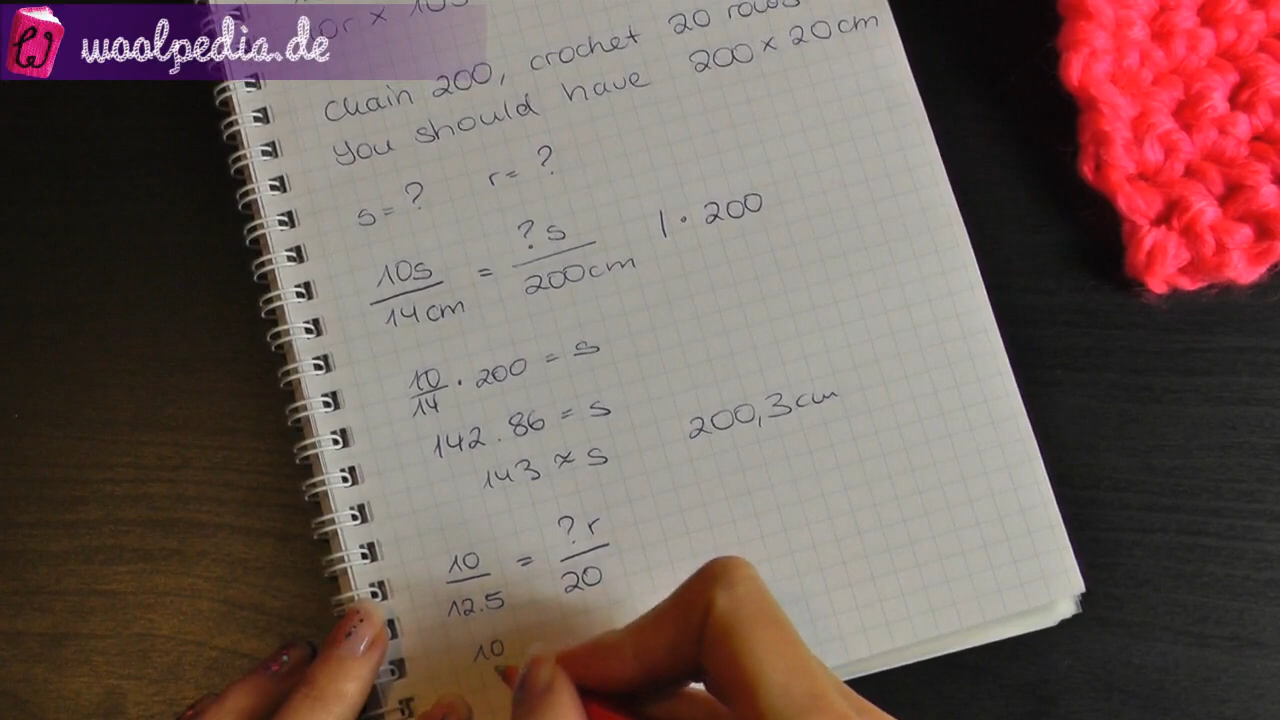 woolpedia.de
chain 200, crochet 20 rows
you should have 200 x 20cm
s = ? r = ?
10s/14cm = ?s/200cm | · 200
10/14 · 200 = s
142.86 = s
143 ≈ s 200,3cm
10/12.5 = ?r/20
10